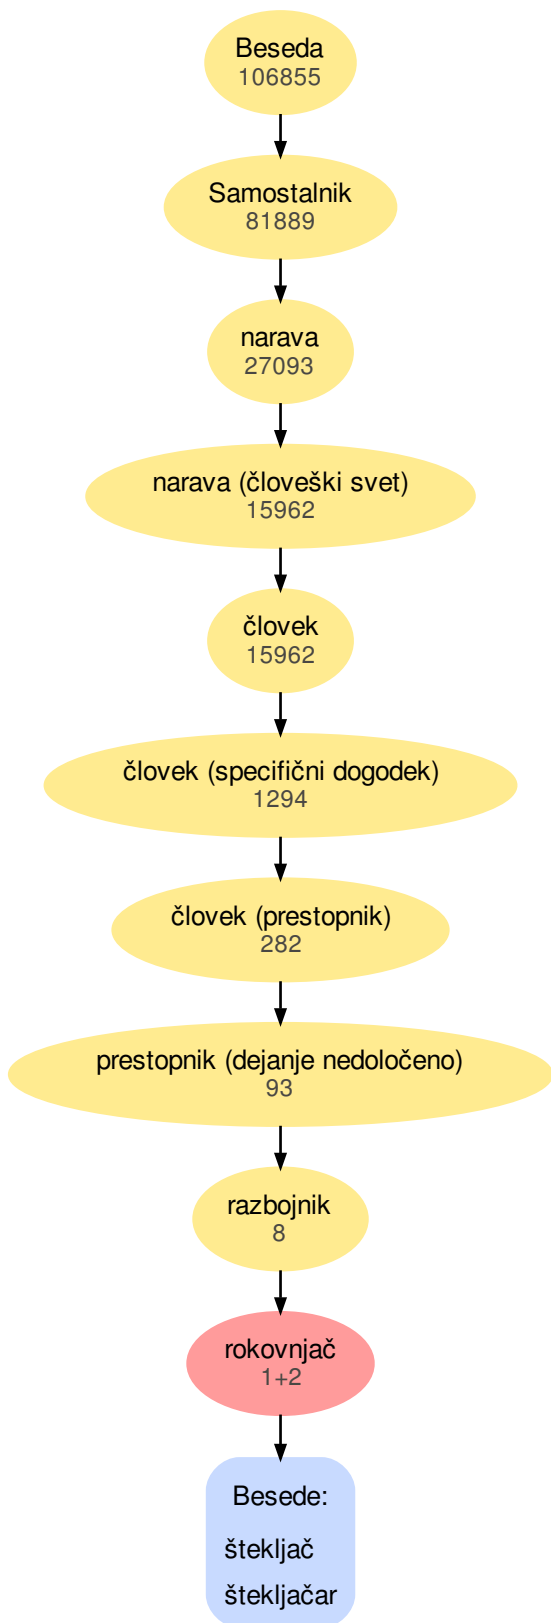 Beseda
106855
Samostalnik
81889
narava
27093
narava (človeški svet)
15962
človek
15962
človek (specifični dogodek)
1294
človek (prestopnik)
282
prestopnik (dejanje nedoločeno)
93
razbojnik
8
rokovnjač
1+2
Besede:
štekljač
štekljačar